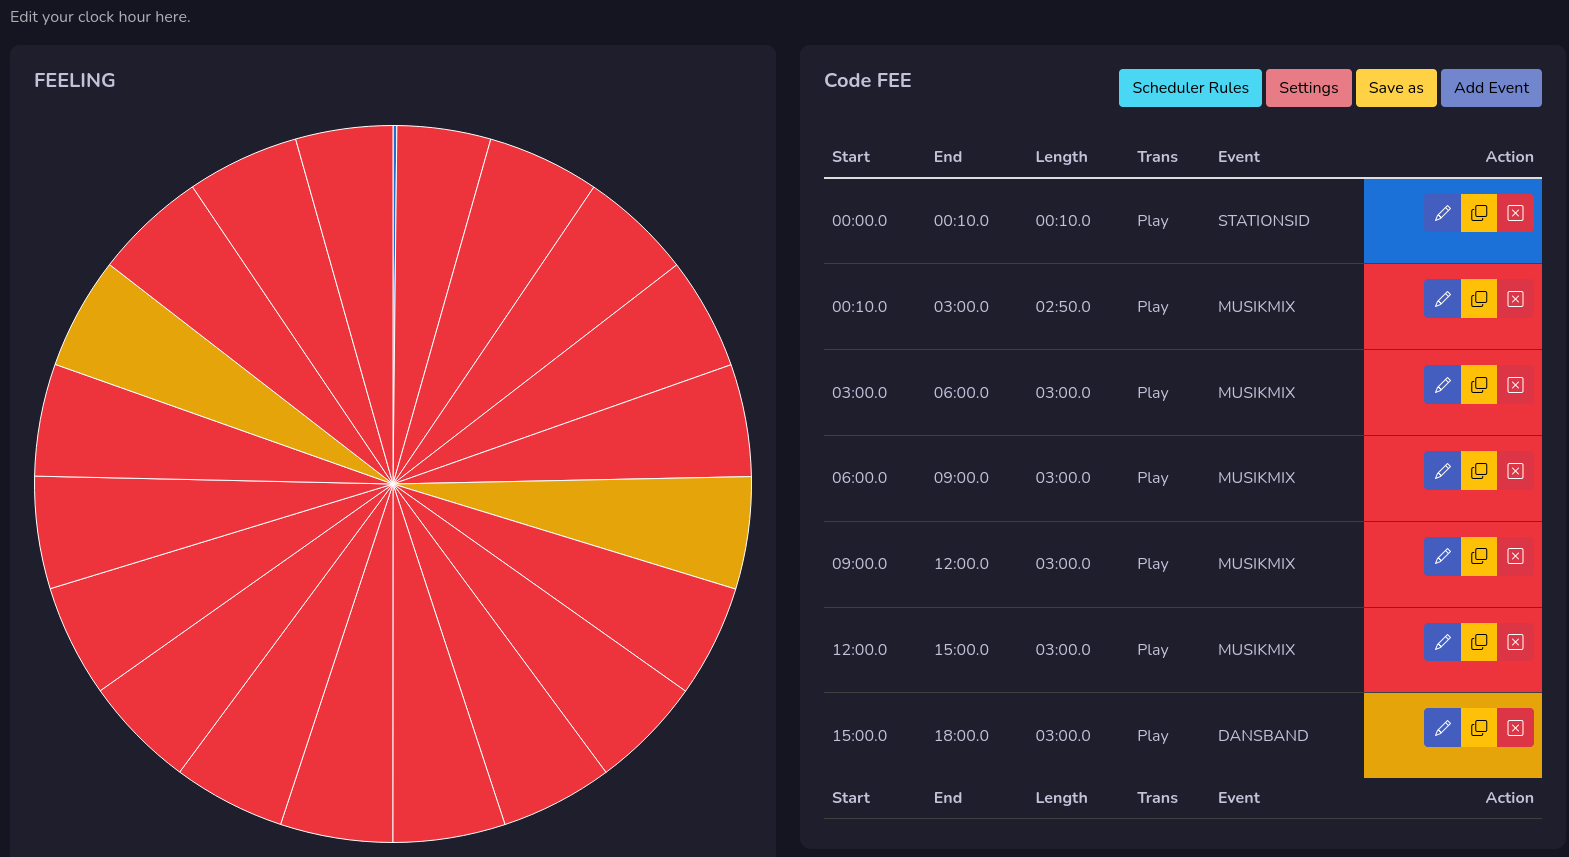 Edit your clock hour here.
FEELING
Code FEE
Scheduler Rules Settings Save as Add Event
Start End Length Trans Event Action
00:00.0 00:10.0 00:10.0 Play STATIONSID
00:10.0 03:00.0 02:50.0 Play MUSIKMIX
03:00.0 06:00.0 03:00.0 Play MUSIKMIX
06:00.0 09:00.0 03:00.0 Play MUSIKMIX
09:00.0 12:00.0 03:00.0 Play MUSIKMIX
12:00.0 15:00.0 03:00.0 Play MUSIKMIX
15:00.0 18:00.0 03:00.0 Play DANSBAND
Start End Length Trans Event Action